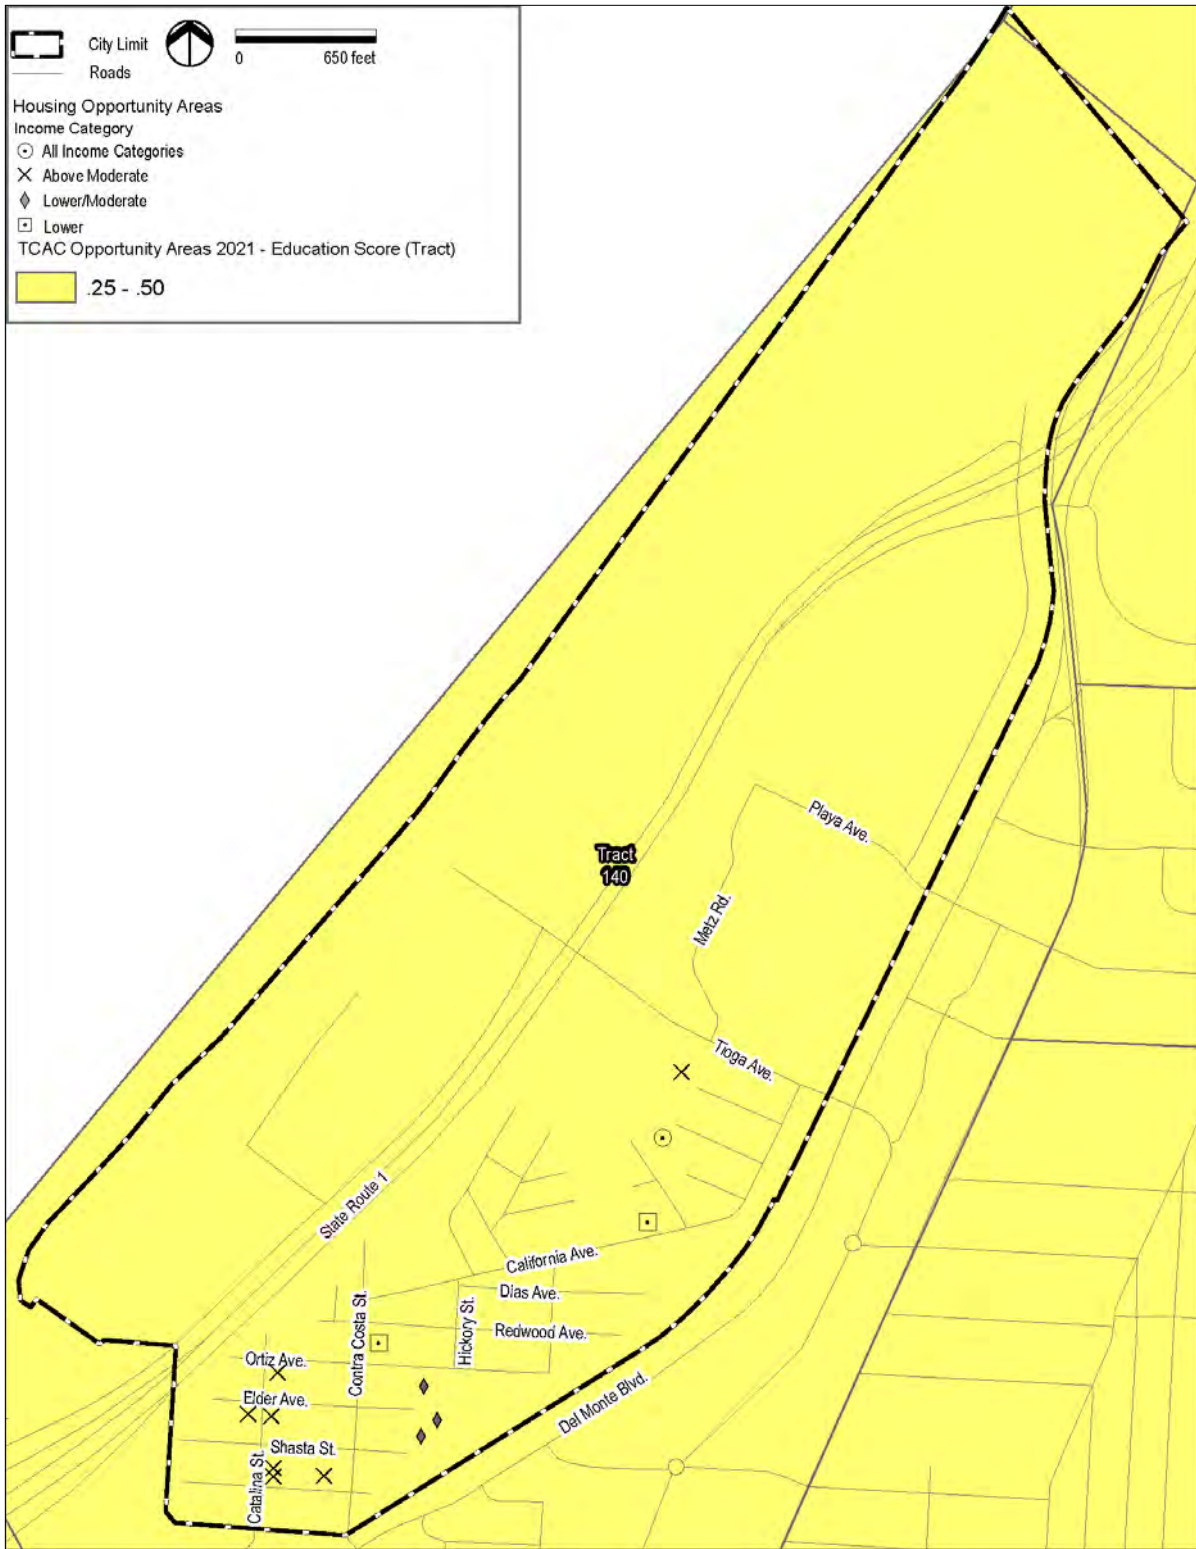 City Limit
0 650 feet
Roads
Housing Opportunity Areas
Income Category
All Income Categories
Above Moderate
Lower/Moderate
Lower
TCAC Opportunity Areas 2021 - Education Score (Tract)
.25 - .50
Playa Ave.
Tract
140
Metz Rd.
Tioga Ave.
State Route 1
California Ave.
Dias Ave.
Contra Costa St.
Hickory St.
Redwood Ave.
Ortiz Ave.
Elder Ave.
Del Monte Blvd.
Shasta St.
Catalina St.